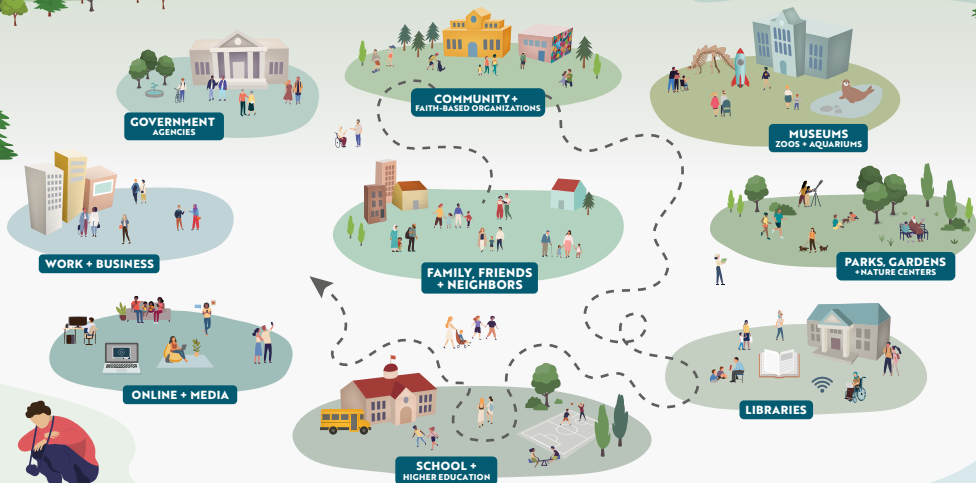 COMMUNITY+
FAITH-BASED ORGANIZATIONS
GOVERNMENT
AGENCIES
MUSEUMS
ZOOS + AQUARIUMS
WORK + BUSINESS
FAMILY, FRIENDS
+ NEIGHBORS
PARKS, GARDENS
+NATURE CENTERS
ONLINE + MEDIA
LIBRARIES
SCHOOL +
HIGHER EDUCATION